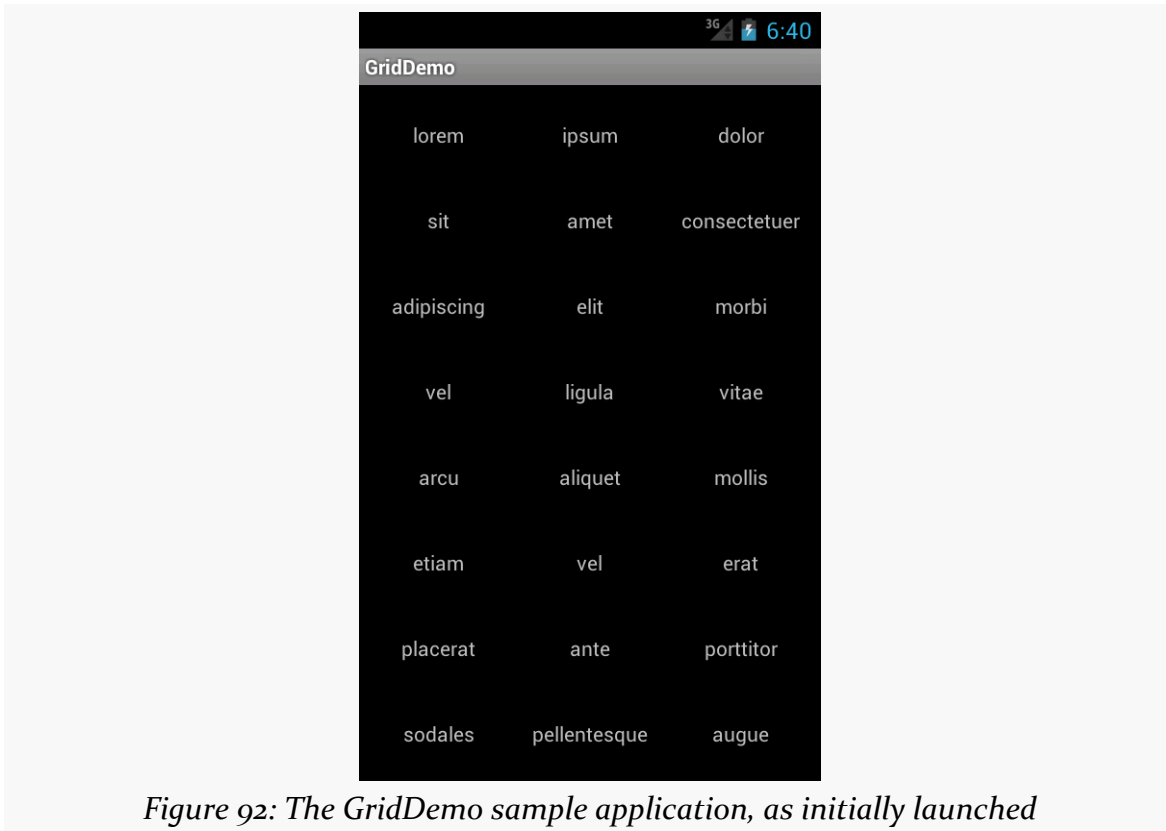 3G 6:40
GridDemo
lorem ipsum dolor
sit amet consectetuer
adipiscing elit morbi
vel ligula vitae
arcu aliquet mollis
etiam vel erat
placerat ante porttitor
sodales pellentesque augue
Figure 92: The GridDemo sample application, as initially launched